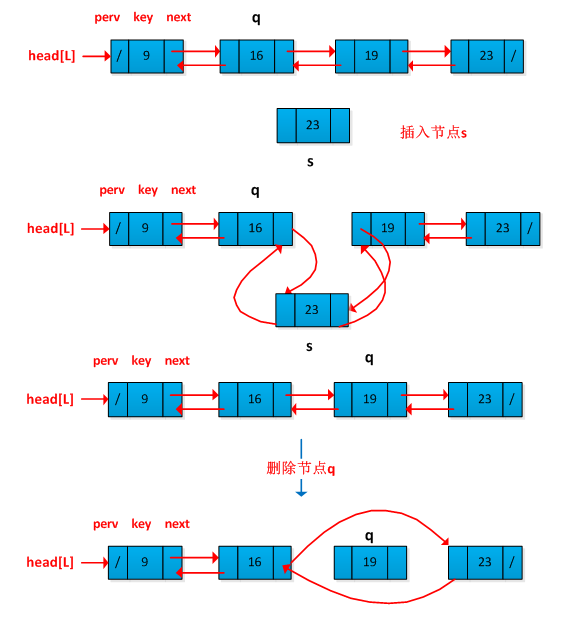 perv key next
q
head[L] / 9 16 19 23 /
23
插入节点s
s
perv key next
q
head[L] / 9 16 19 23 /
23
s
q
perv key next
head[L] / 9 16 19 23 /
删除节点q
perv key next
q
head[L] / 9 16 19 23 /